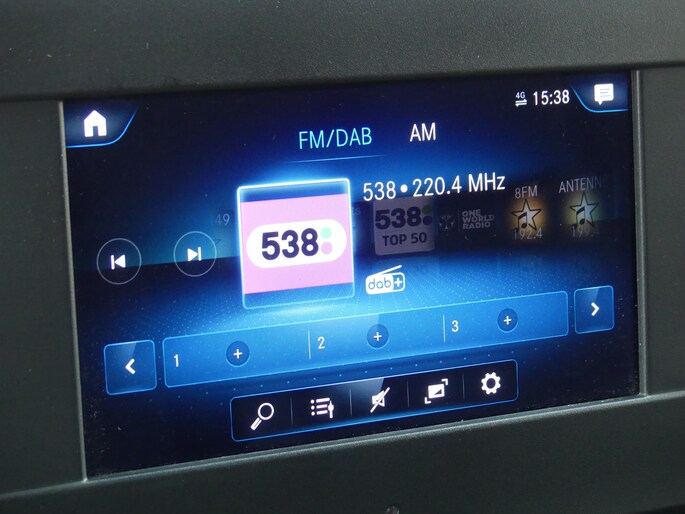 4G 15:38
FM/DAB AM
538 • 220.4 MHz
49
538
538
TOP 50
ONE
WORLD
RADIO
8FM
ANTENN
dab+
1 2 3